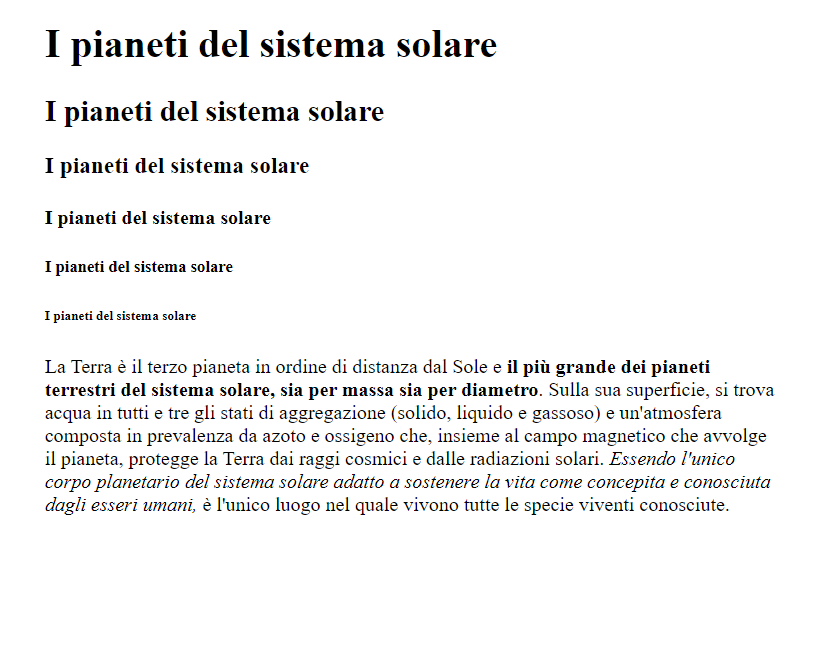 I pianeti del sistema solare
I pianeti del sistema solare
I pianeti del sistema solare
I pianeti del sistema solare
I pianeti del sistema solare
I pianeti del sistema solare
La Terra è il terzo pianeta in ordine di distanza dal Sole e il più grande dei pianeti
terrestri del sistema solare, sia per massa sia per diametro. Sulla sua superficie, si trova
acqua in tutti e tre gli stati di aggregazione (solido, liquido e gassoso) e un'atmosfera
composta in prevalenza da azoto e ossigeno che, insieme al campo magnetico che avvolge
il pianeta, protegge la Terra dai raggi cosmici e dalle radiazioni solari. Essendo l'unico
corpo planetario del sistema solare adatto a sostenere la vita come concepita e conosciuta
dagli esseri umani, è l'unico luogo nel quale vivono tutte le specie viventi conosciute.